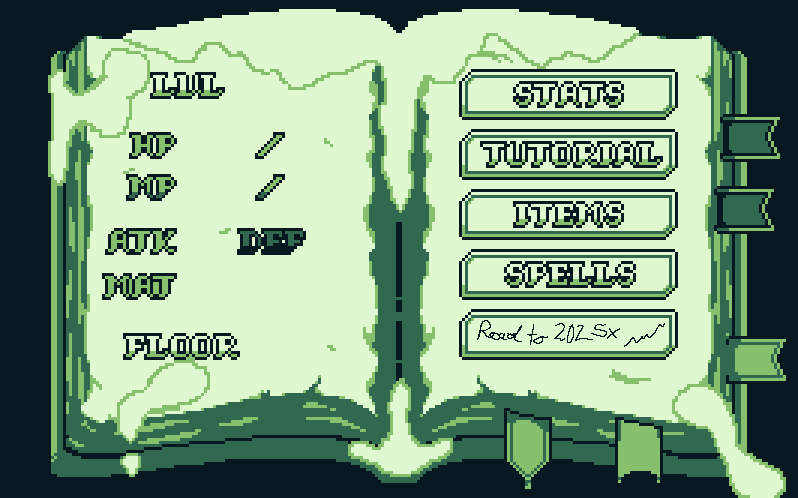 LVL
HP /
MP /
ATK DEF
MAT
FLOOR
STATS
TUTORIAL
ITEMS
SPELLS
Road to 202Sx